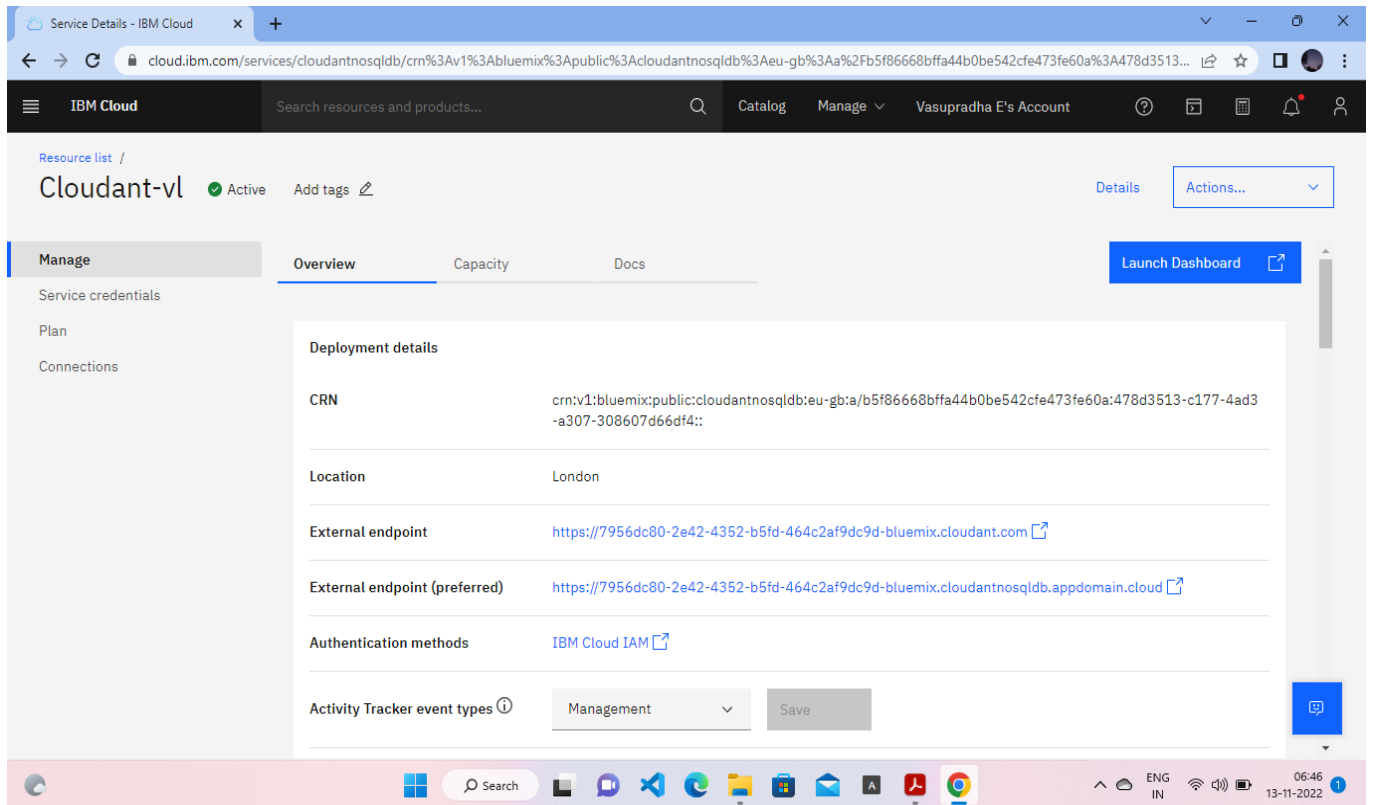 Service Details - IBM Cloud
cloud.ibm.com/services/cloudantnosqldb/crn%3Av1%3Abluemix%3Apublic%3Acloudantnosqldb%3Aeu-gb%3Aa%2Fb5f86668bffa44b0be542cfe473fe60a%3A478d3513...
IBM Cloud Search resources and products... Catalog Manage Vasupradha E's Account
Resource list /
Cloudant-vl Active Add tags Details Actions...
Manage Overview Capacity Docs Launch Dashboard
Service credentials
Plan
Connections
Deployment details
CRN crn:v1:bluemix:public:cloudantnosqldb:eu-gb:a/b5f86668bffa44b0be542cfe473fe60a:478d3513-c177-4ad3
-a307-308607d66df4::
Location London
External endpoint https://7956dc80-2e42-4352-b5fd-464c2af9dc9d-bluemix.cloudant.com
External endpoint (preferred) https://7956dc80-2e42-4352-b5fd-464c2af9dc9d-bluemix.cloudantnosqldb.appdomain.cloud
Authentication methods IBM Cloud IAM
Activity Tracker event types Management Save
Search A ENG 06:46
IN 13-11-2022 1